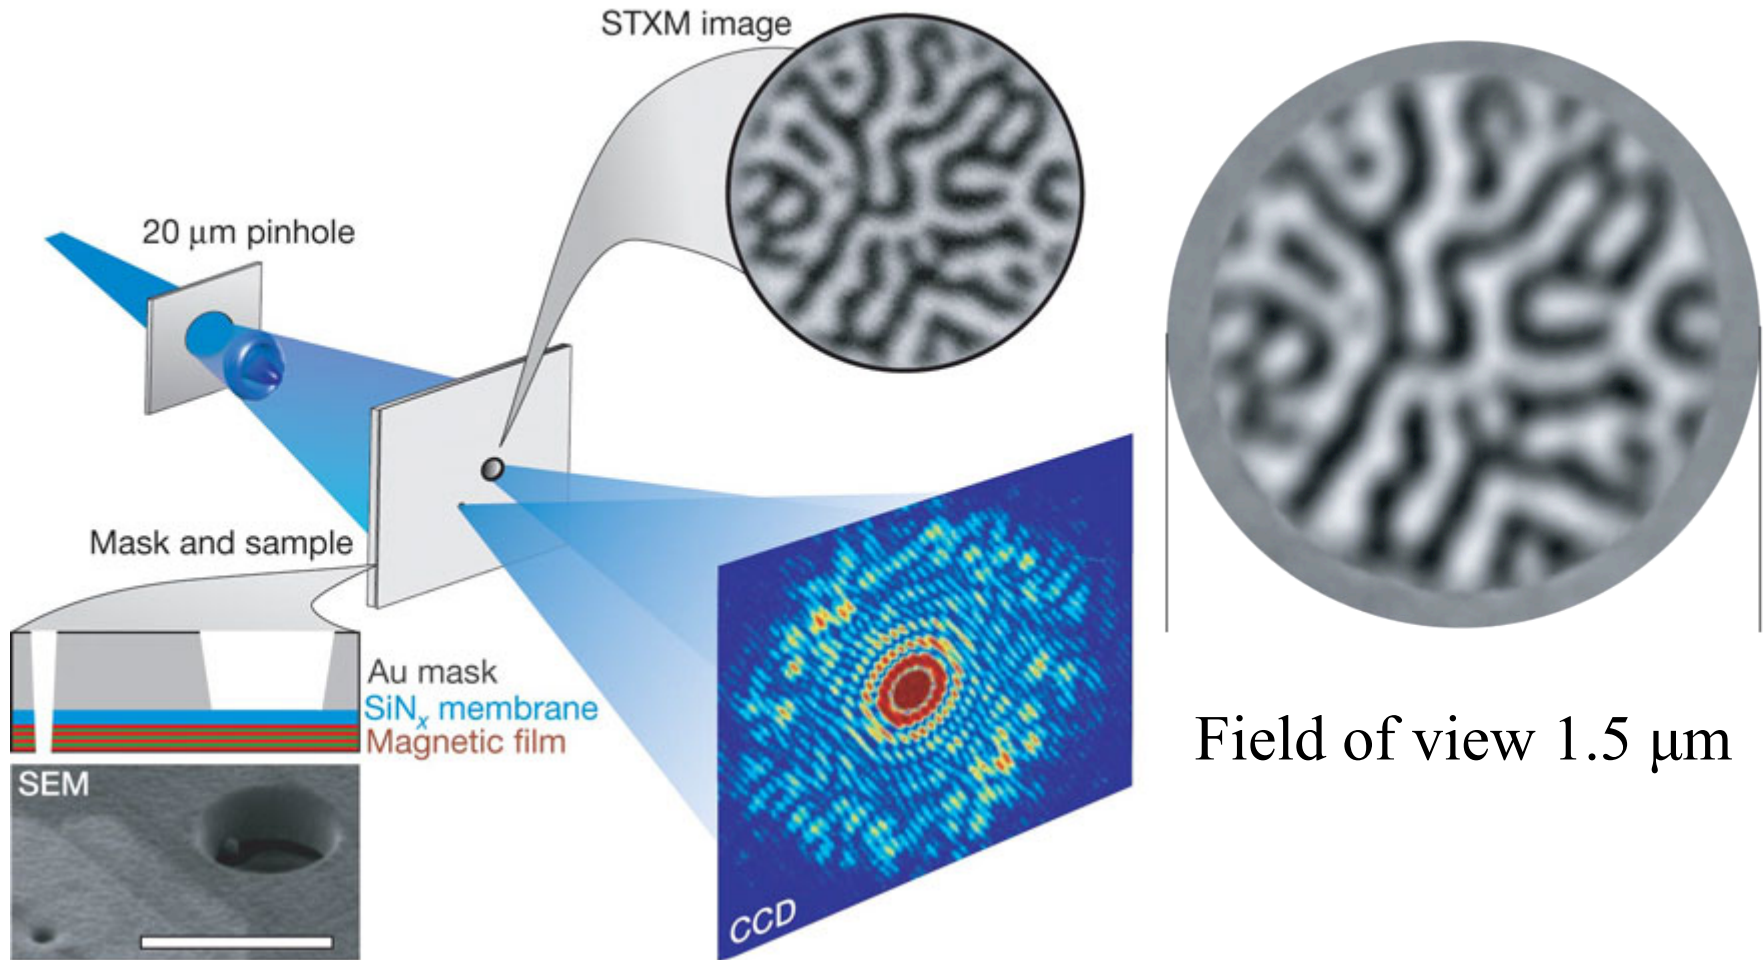 STXM image
20 μm pinhole
Mask and sample
Au mask
SiNx membrane
Magnetic film
SEM
CCD
Field of view 1.5 μm